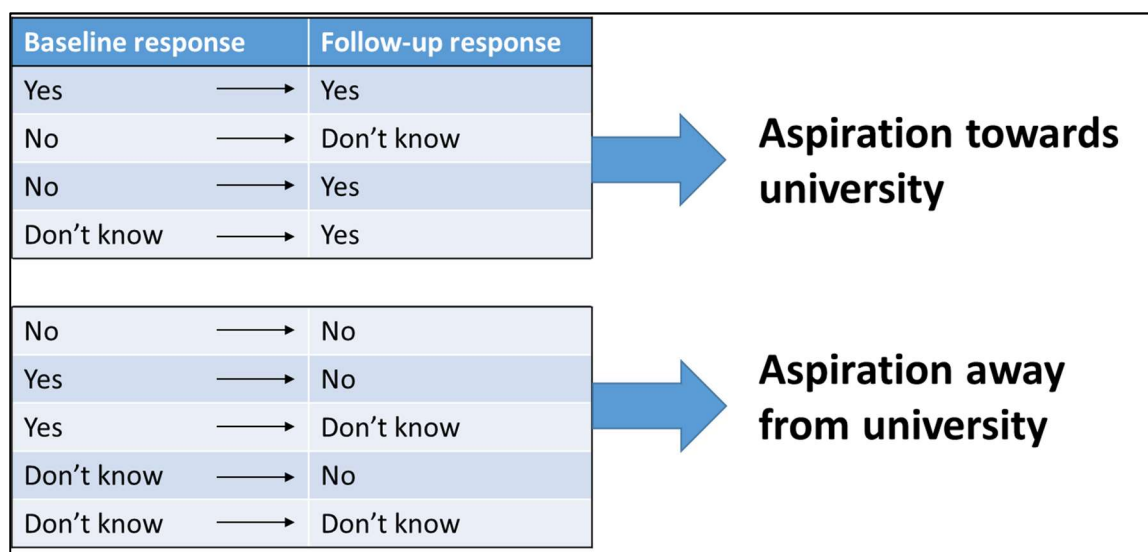 Baseline response Follow-up response
Yes Yes
No Don’t know
No Yes
Don’t know Yes
Aspiration towards
university
No No
Yes No
Yes Don’t know
Don’t know No
Don’t know Don’t know
Aspiration away
from university